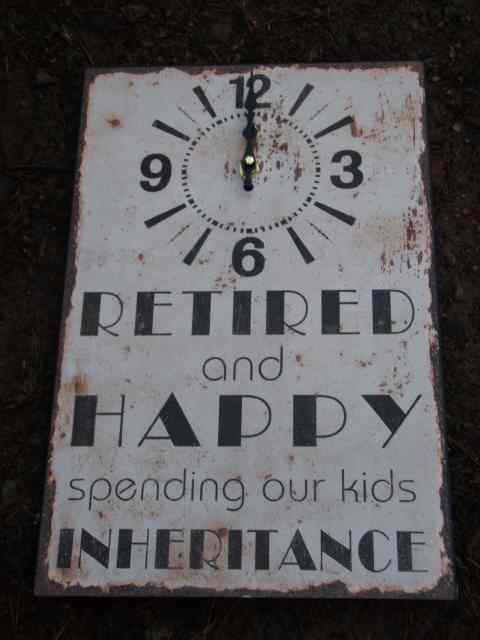 12
9 3
6
RETIRED
and
HAPPY
spending our kids
INHERITANCE